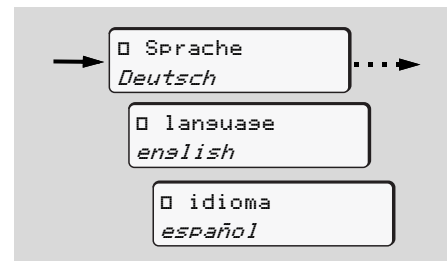 □ Sprache
Deutsch
□ language
english
□ idioma
español